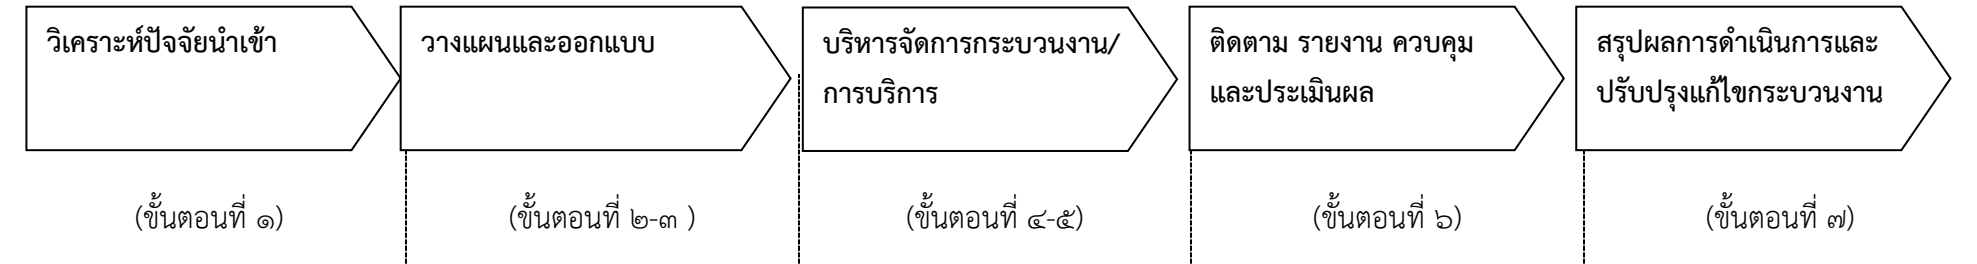 วิเคราะห์ปัจจัยนำเข้า
วางแผนและออกแบบ
บริหารจัดการกระบวนงาน/
การบริการ
ติดตาม รายงาน ควบคุม
และประเมินผล
สรุปผลการดำเนินการและ
ปรับปรุงแก้ไขกระบวนงาน
(ขั้นตอนที่ ๑)
(ขั้นตอนที่ ๒-๓ )
(ขั้นตอนที่ ๔-๕)
(ขั้นตอนที่ ๖)
(ขั้นตอนที่ ๗)